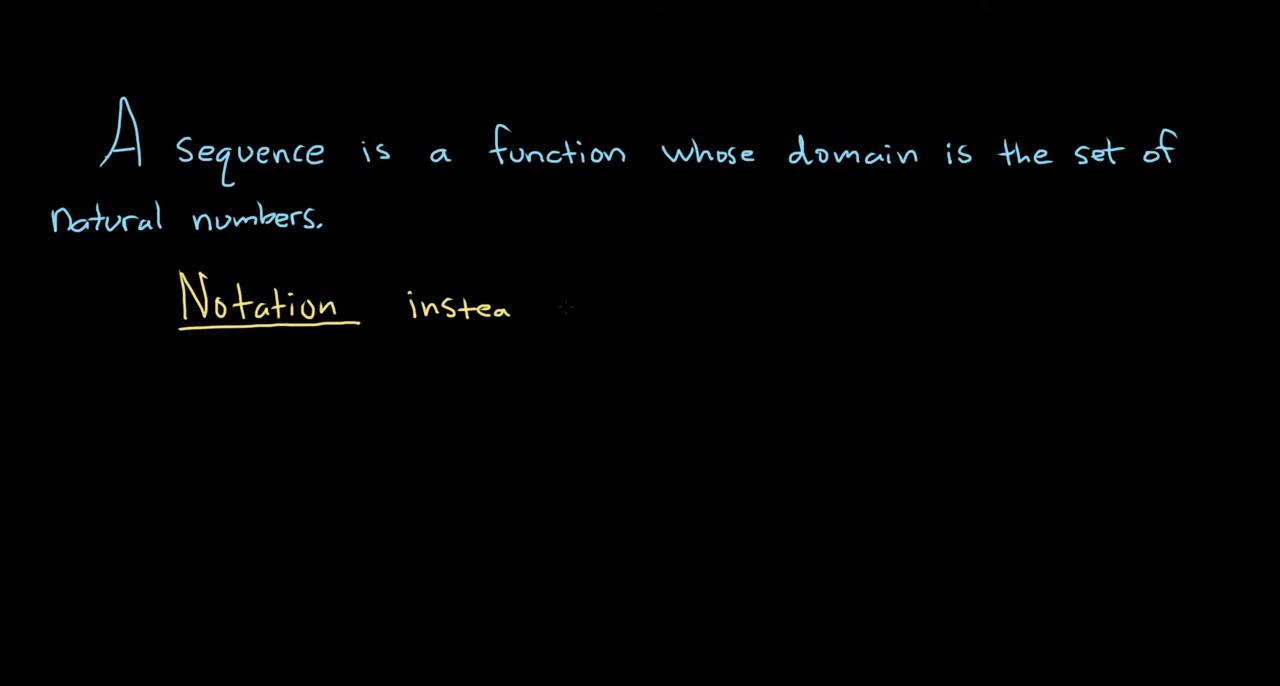 A sequence is a function whose domain is the set of
natural numbers.
Notation instea